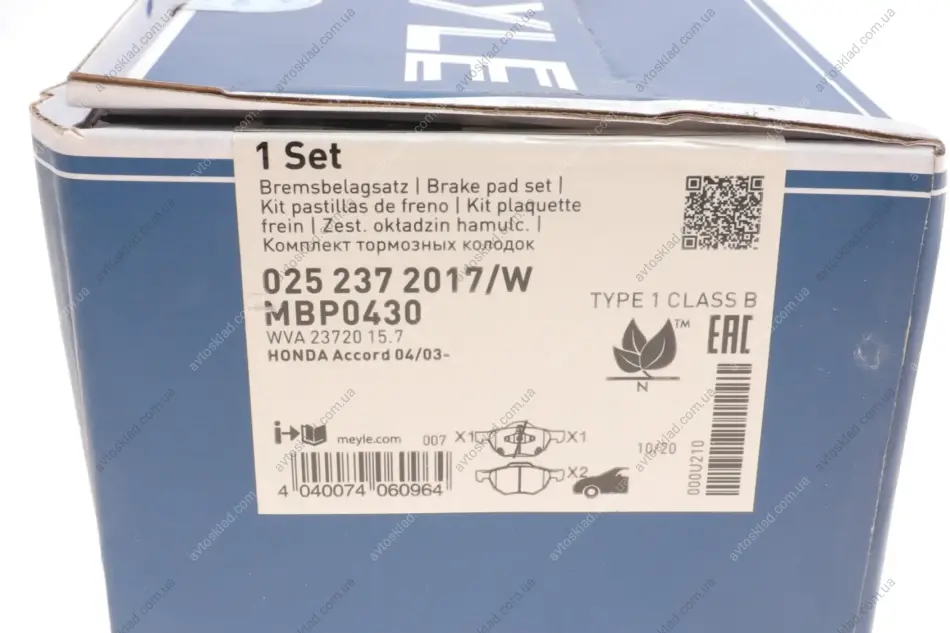 YLE
1 Set
Bremsbelagsatz | Brake pad set |
Kit pastillas de freno | Kit plaquette
frein | Zest. okładzin hamulc. |
Комплект тормозных колодок
025 237 2017/W
MBP0430
WVA 23720 15.7
HONDA Accord 04/03-
TYPE 1 CLASS B
TM
EAC
N
i
meyle.com
007
X1
X1
X2
10/20
000U210
4 040074 060964
avtosklad.com.ua